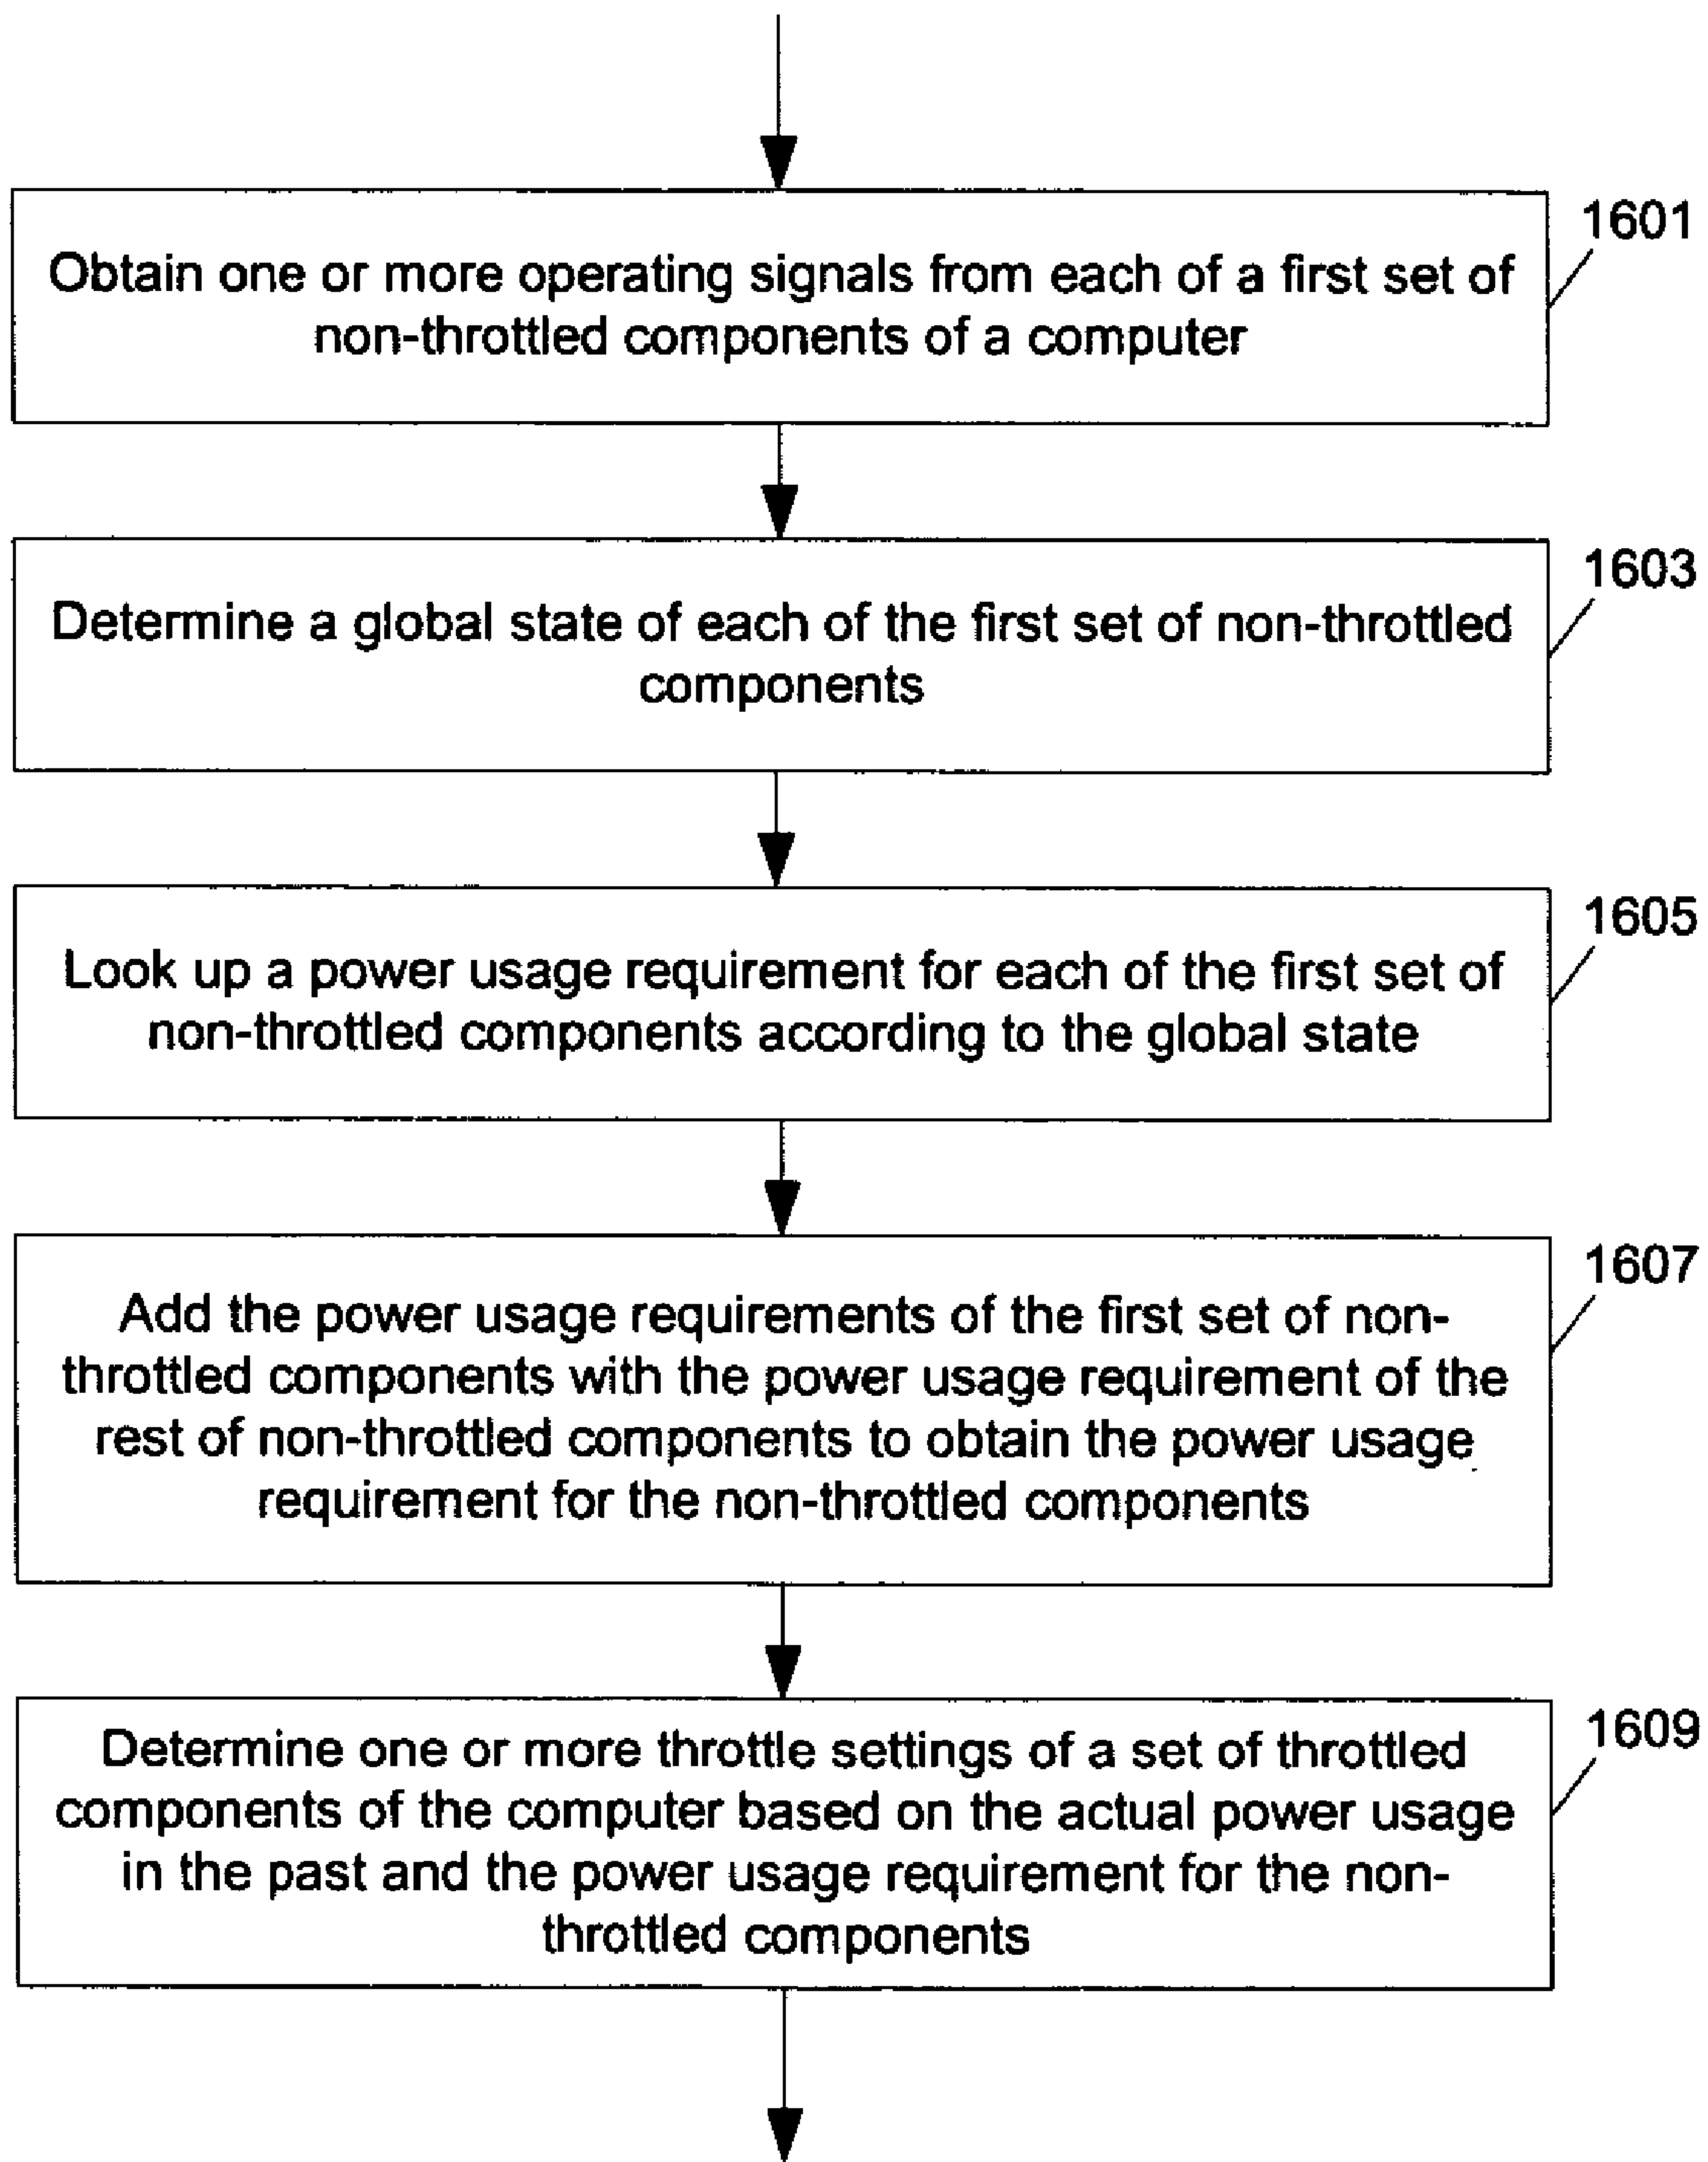 1601
Obtain one or more operating signals from each of a first set of
non-throttled components of a computer
1603
Determine a global state of each of the first set of non-throttled
components
1605
Look up a power usage requirement for each of the first set of
non-throttled components according to the global state
1607
Add the power usage requirements of the first set of non-
throttled components with the power usage requirement of the
rest of non-throttled components to obtain the power usage
requirement for the non-throttled components
1609
Determine one or more throttle settings of a set of throttled
components of the computer based on the actual power usage
in the past and the power usage requirement for the non-
throttled components